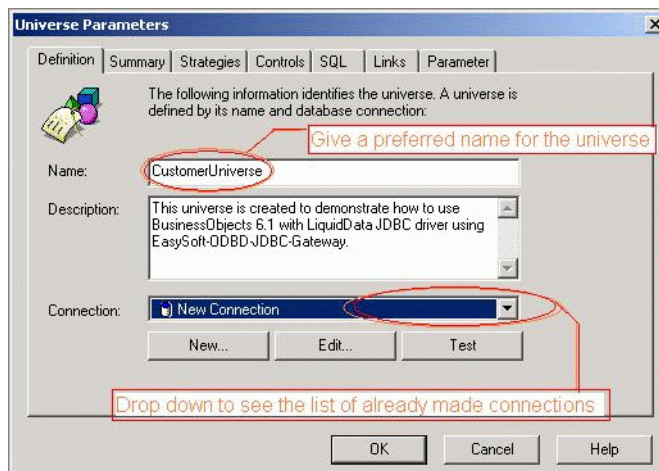 Universe Parameters
Definition Summary Strategies Controls SQL Links Parameter
The following information identifies the universe. A universe is
defined by its name and database connection:
Give a preferred name for the universe
Name: CustomerUniverse
Description: This universe is created to demonstrate how to use
BusinessObjects 6.1 with LiquidData JDBC driver using
EasySoft-ODBD-JDBC-Gateway.
Connection: New Connection
New... Edit... Test
Drop down to see the list of already made connections
OK Cancel Help